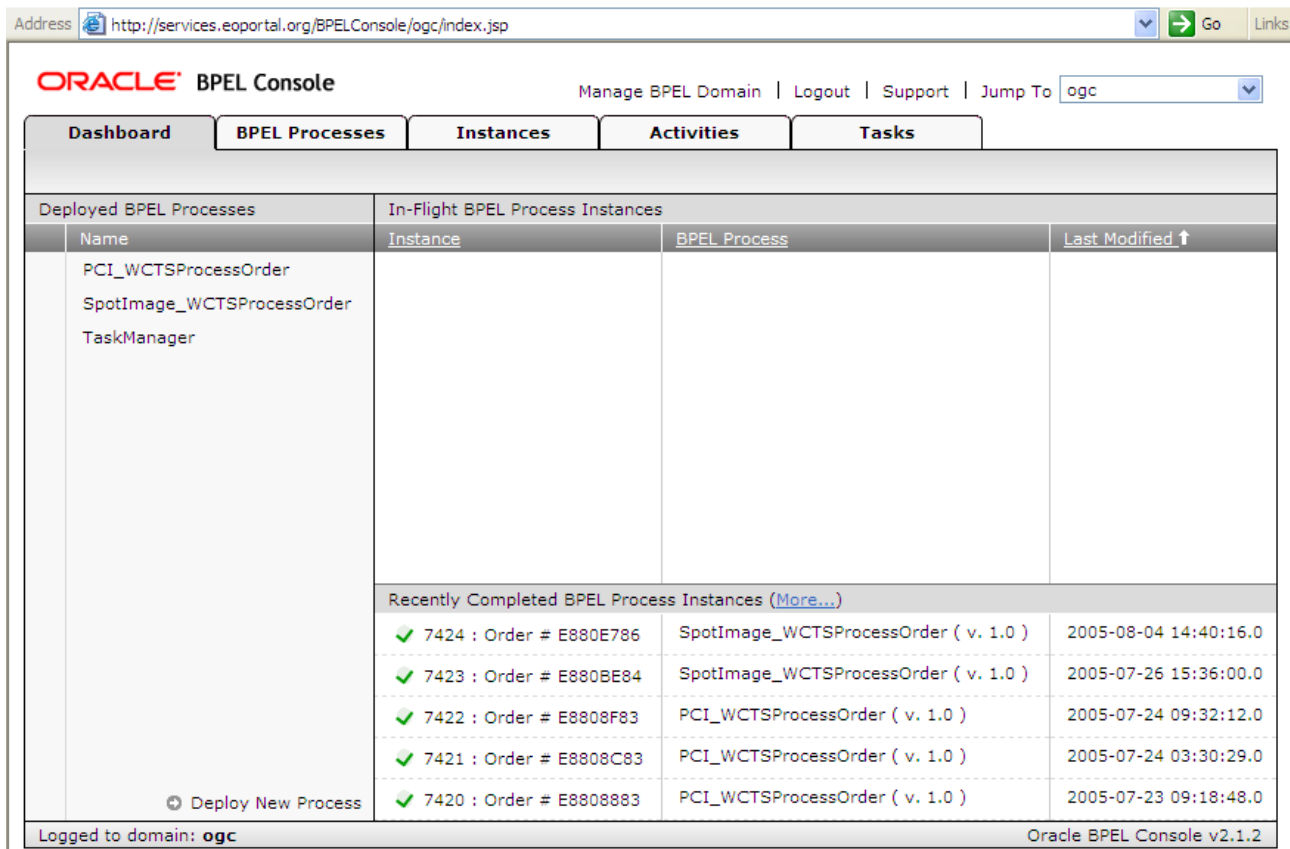 Address http://services.eoportal.org/BPELConsole/ogc/index.jsp Go Links
ORACLE BPEL Console
Manage BPEL Domain | Logout | Support | Jump To ogc
Dashboard BPEL Processes Instances Activities Tasks
Deployed BPEL Processes In-Flight BPEL Process Instances
Name Instance BPEL Process Last Modified
PCI_WCTSProcessOrder
SpotImage_WCTSProcessOrder
TaskManager
Recently Completed BPEL Process Instances (More...)
7424 : Order # E880E786 SpotImage_WCTSProcessOrder ( v. 1.0 ) 2005-08-04 14:40:16.0
7423 : Order # E880BE84 SpotImage_WCTSProcessOrder ( v. 1.0 ) 2005-07-26 15:36:00.0
7422 : Order # E8808F83 PCI_WCTSProcessOrder ( v. 1.0 ) 2005-07-24 09:32:12.0
7421 : Order # E8808C83 PCI_WCTSProcessOrder ( v. 1.0 ) 2005-07-24 03:30:29.0
Deploy New Process 7420 : Order # E8808883 PCI_WCTSProcessOrder ( v. 1.0 ) 2005-07-23 09:18:48.0
Logged to domain: ogc Oracle BPEL Console v2.1.2